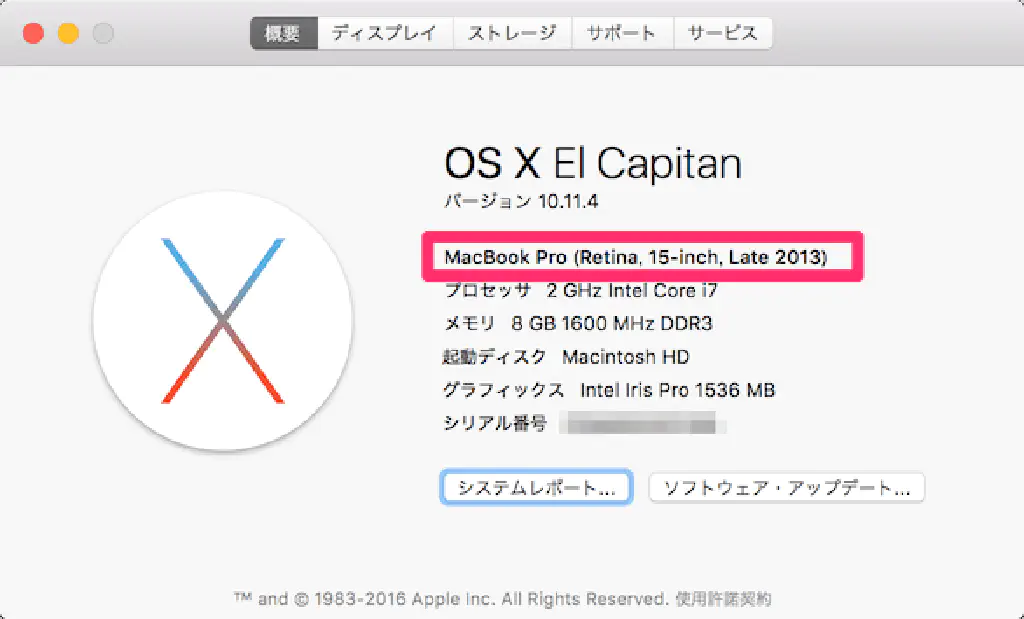 概要 ディスプレイ ストレージ サポート サービス
OS X El Capitan
バージョン 10.11.4
MacBook Pro (Retina, 15-inch, Late 2013)
プロセッサ 2 GHz Intel Core i7
メモリ 8 GB 1600 MHz DDR3
起動ディスク Macintosh HD
グラフィックス Intel Iris Pro 1536 MB
シリアル番号
システムレポート... ソフトウェア・アップデート...
™ and © 1983-2016 Apple Inc. All Rights Reserved. 使用許諾契約